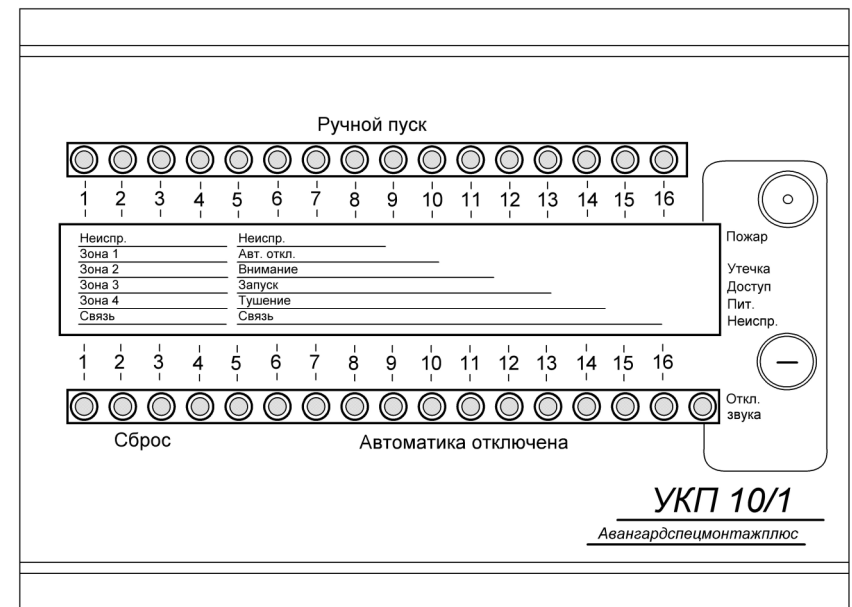 Ручной пуск
1 2 3 4 5 6 7 8 9 10 11 12 13 14 15 16
Неиспр. Неиспр.
Зона 1 Авт. откл.
Зона 2 Внимание
Зона 3 Запуск
Зона 4 Тушение
Связь Связь
Пожар
Утечка
Доступ
Пит.
Неиспр.
1 2 3 4 5 6 7 8 9 10 11 12 13 14 15 16
Откл.
звука
Сброс Автоматика отключена
УКП 10/1
Авангардспецмонтажплюс